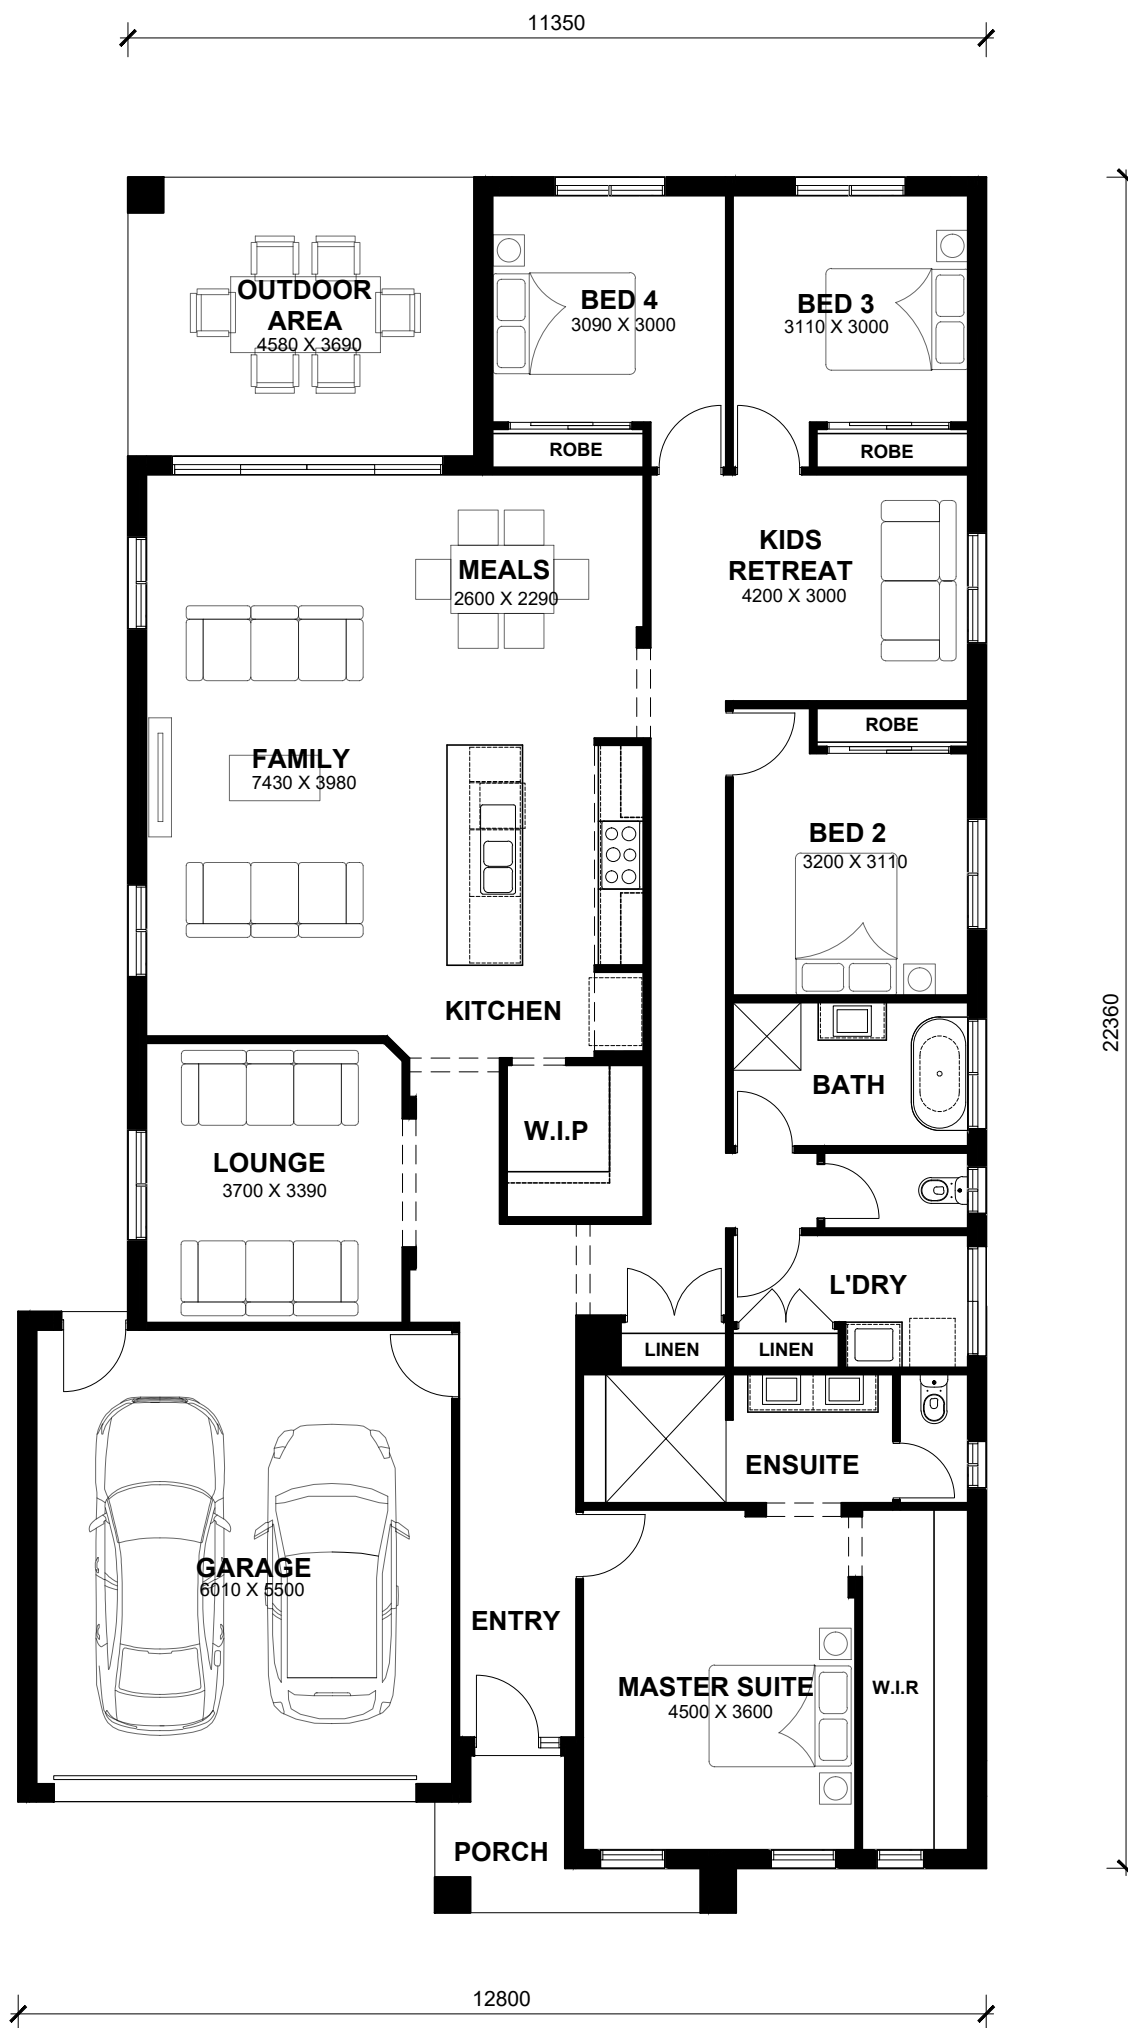 11350
OUTDOOR
AREA
4580 X 3690
BED 4
3090 X 3000
BED 3
3110 X 3000
ROBE
ROBE
KIDS
RETREAT
4200 X 3000
MEALS
2600 X 2290
ROBE
FAMILY
7430 X 3980
BED 2
3200 X 3110
22360
KITCHEN
BATH
W.I.P
LOUNGE
3700 X 3390
L'DRY
LINEN
LINEN
ENSUITE
GARAGE
6010 X 5500
ENTRY
MASTER SUITE
4500 X 3600
W.I.R
PORCH
12800